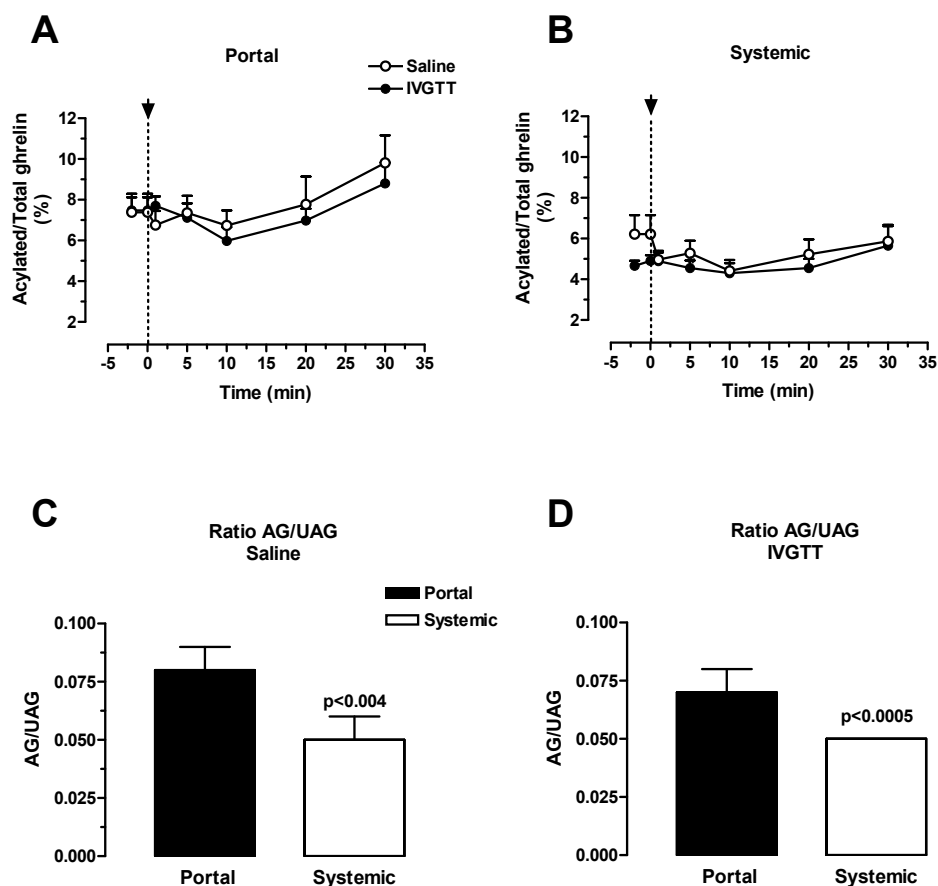 A
Portal
Saline
IVGTT
Acylated/Total ghrelin
(%)
12
10
8
6
4
2
-5 0 5 10 15 20 25 30 35
Time (min)
B
Systemic
Acylated/Total ghrelin
(%)
12
10
8
6
4
2
-5 0 5 10 15 20 25 30 35
Time (min)
C
Ratio AG/UAG
Saline
Portal
Systemic
AG/UAG
0.100
0.075
0.050
0.025
0.000
p<0.004
Portal Systemic
D
Ratio AG/UAG
IVGTT
AG/UAG
0.100
0.075
0.050
0.025
0.000
p<0.0005
Portal Systemic